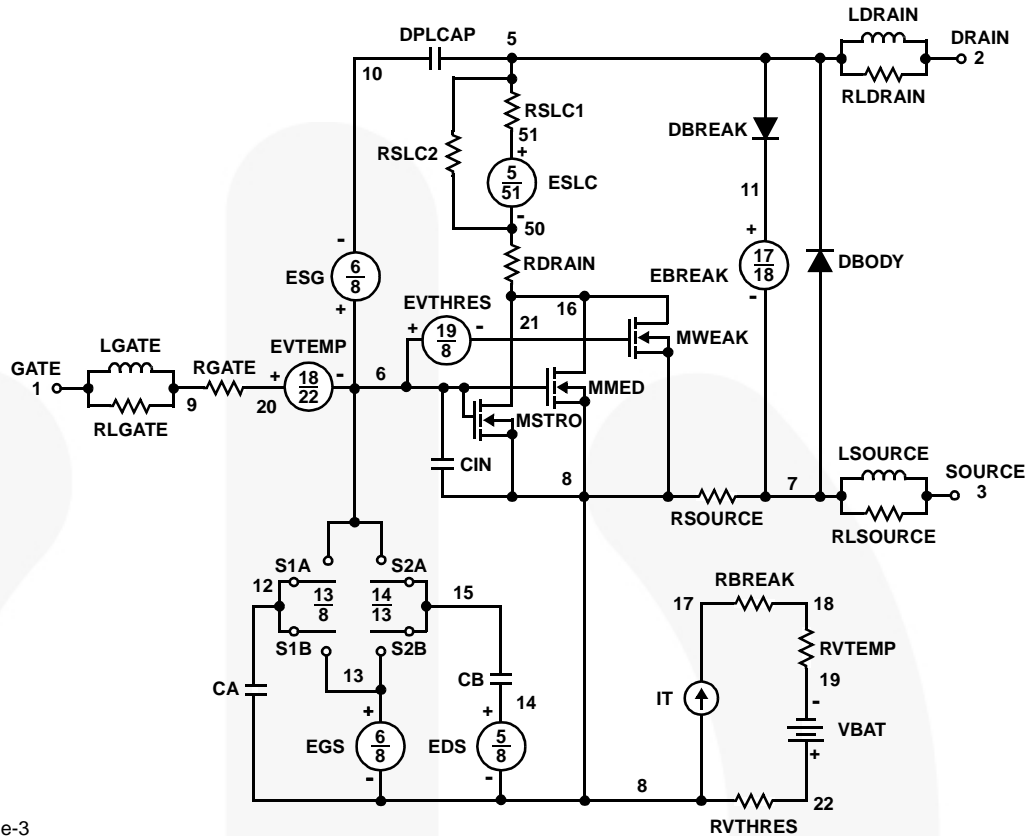 LDRAIN
DPLCAP 5 DRAIN
10 2
RLDRAIN
RSLC1
DBREAK
51
RSLC2 +
5
51
ESLC
11
-
50
-
+
17
18
RDRAIN
EBREAK
DBODY
6
8
ESG
-
+
EVTHRES
16
21
+ 19
8 -
MWEAK
LGATE
EVTEMP
GATE
RGATE
1
+ 18
22 -
6
MMED
9
20
MSTRO
RLGATE
LSOURCE
CIN
8
7
SOURCE
3
RSOURCE
RLSOURCE
S1A S2A
12
13
8
14
13
15
RBREAK
17 18
S1B S2B
RVTEMP
13
CA
CB
19
14
IT
-
+ +
VBAT
EGS 6
8
EDS 5
8
+
- -
8
22
RVTHRES
e-3